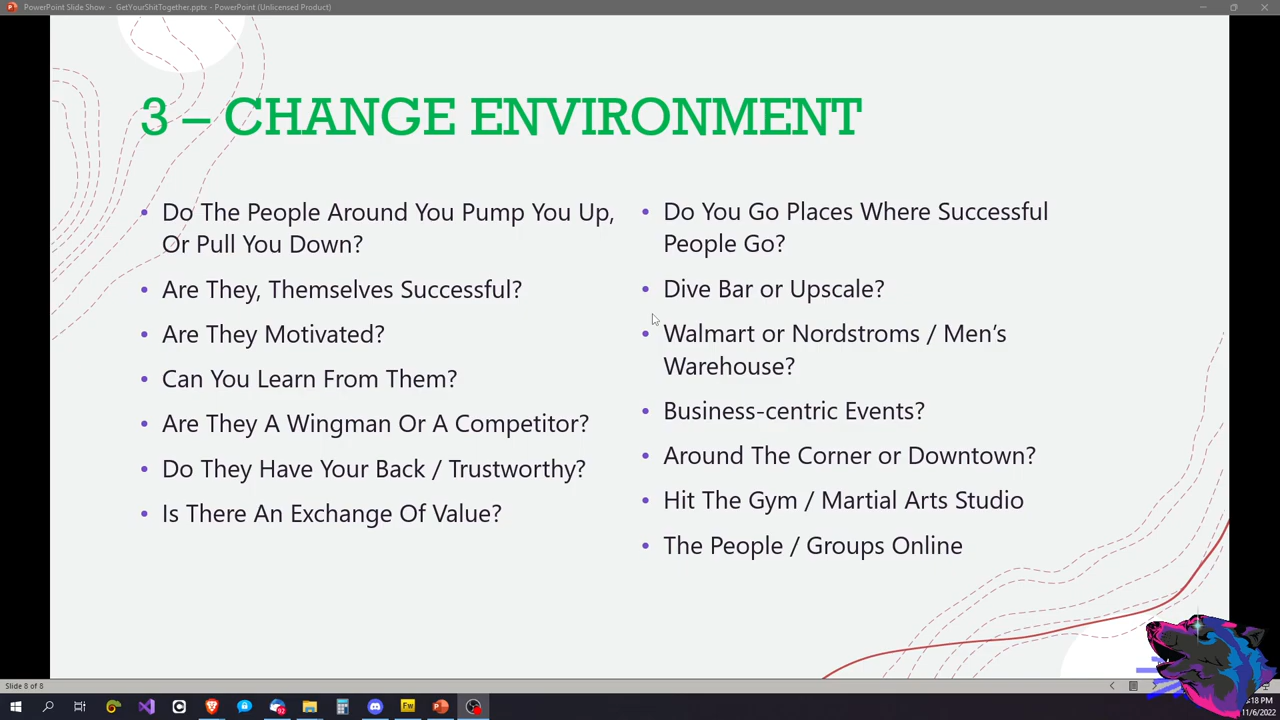 PowerPoint Slide Show - GetYourShitTogether.pptx - PowerPoint (Unlicensed Product)
3 – CHANGE ENVIRONMENT
• Do The People Around You Pump You Up,
Or Pull You Down?
• Are They, Themselves Successful?
• Are They Motivated?
• Can You Learn From Them?
• Are They A Wingman Or A Competitor?
• Do They Have Your Back / Trustworthy?
• Is There An Exchange Of Value?
• Do You Go Places Where Successful
People Go?
• Dive Bar or Upscale?
• Walmart or Nordstroms / Men's
Warehouse?
• Business-centric Events?
• Around The Corner or Downtown?
• Hit The Gym / Martial Arts Studio
• The People / Groups Online
Slide 8 of 8
Fw
92
:18 PM
11/6/2022